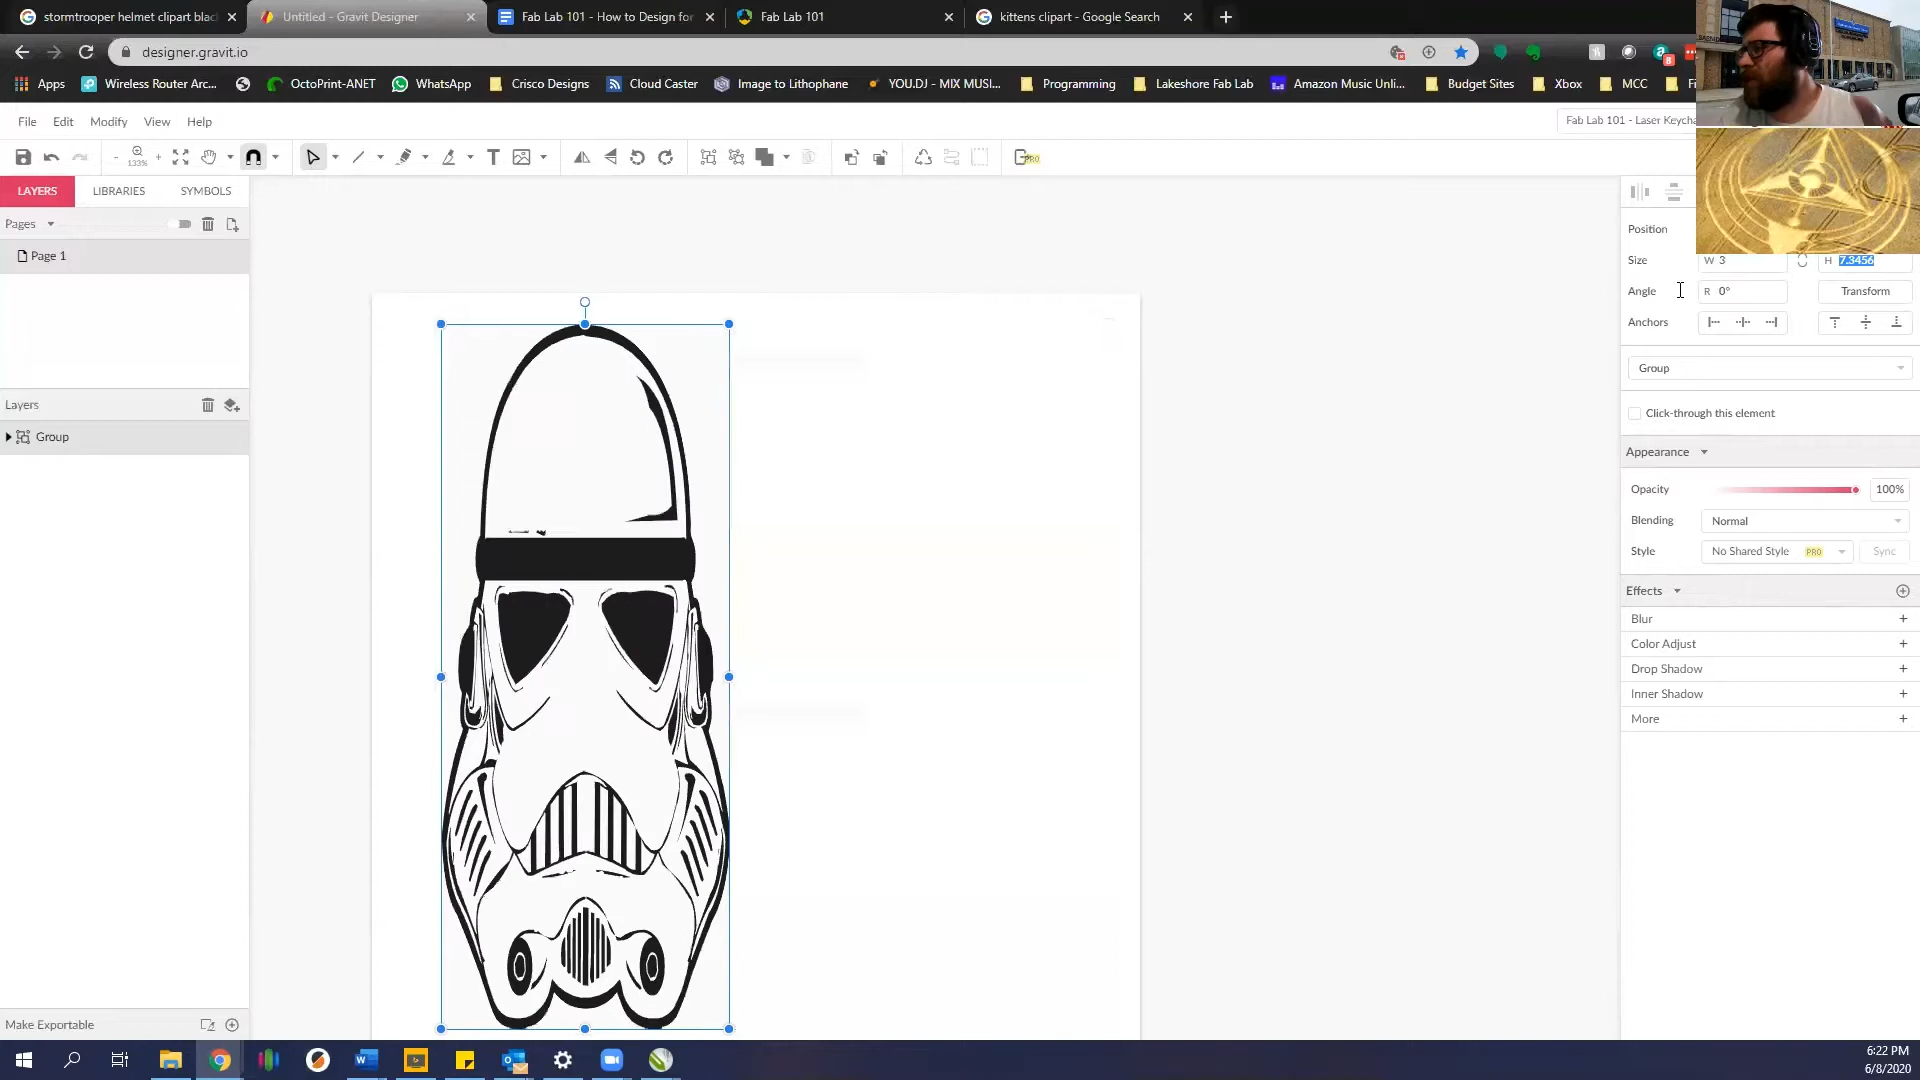 stormtrooper helmet clipart blac
Untitled - Gravit Designer
Fab Lab 101 - How to Design for
Fab Lab 101
kittens clipart - Google Search
designer.gravit.io
Apps
Wireless Router Arc...
OctoPrint-ANET
WhatsApp
Crisco Designs
Cloud Caster
Image to Lithophane
YOU.DJ - MIX MUSI...
Programming
Lakeshore Fab Lab
Amazon Music Unli...
Budget Sites
Xbox
MCC
File Edit Modify View Help
Fab Lab 101 - Laser Keycha
133%
PRO
LAYERS LIBRARIES SYMBOLS
Pages
Page 1
Layers
Group
Make Exportable
Position
Size W 3 H 7.3456
Angle R 0° Transform
Anchors
Group
Click-through this element
Appearance
Opacity 100%
Blending Normal
Style No Shared Style PRO Sync
Effects
Blur
Color Adjust
Drop Shadow
Inner Shadow
More
6:22 PM
6/8/2020